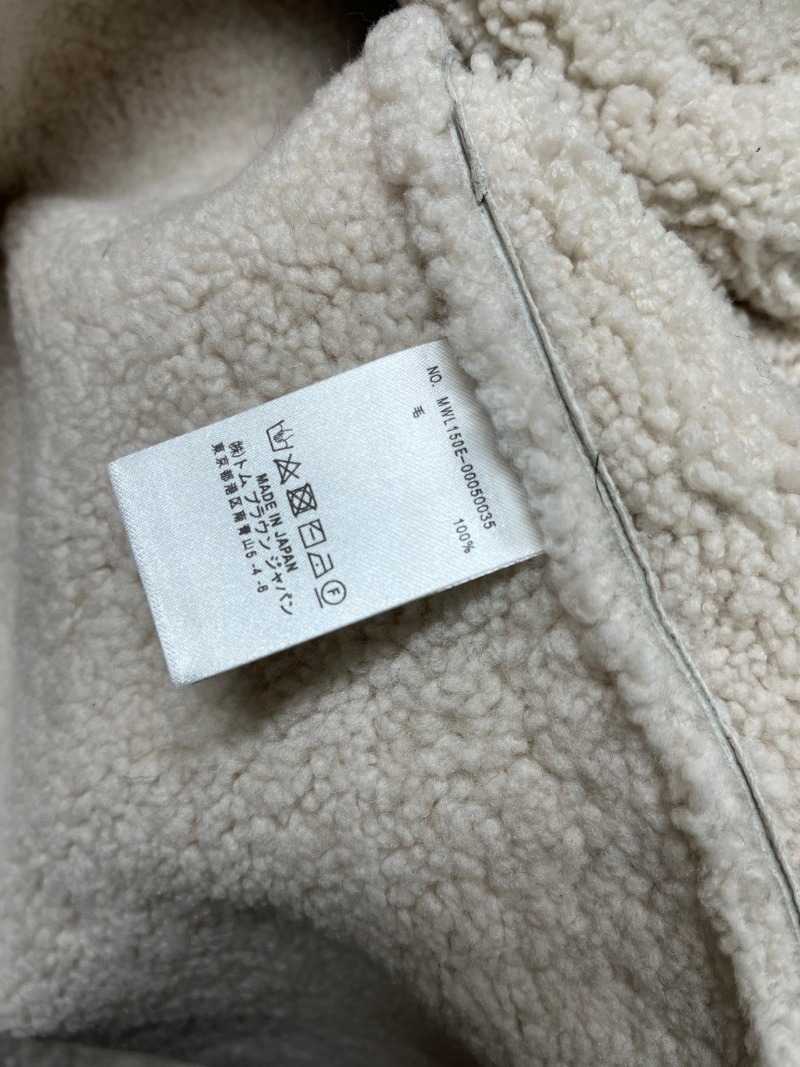 NO. MWL150E-00050035
毛 100%
MADE IN JAPAN
㈱トム ブラウン ジャパン
東京都港区南青山5-4-6